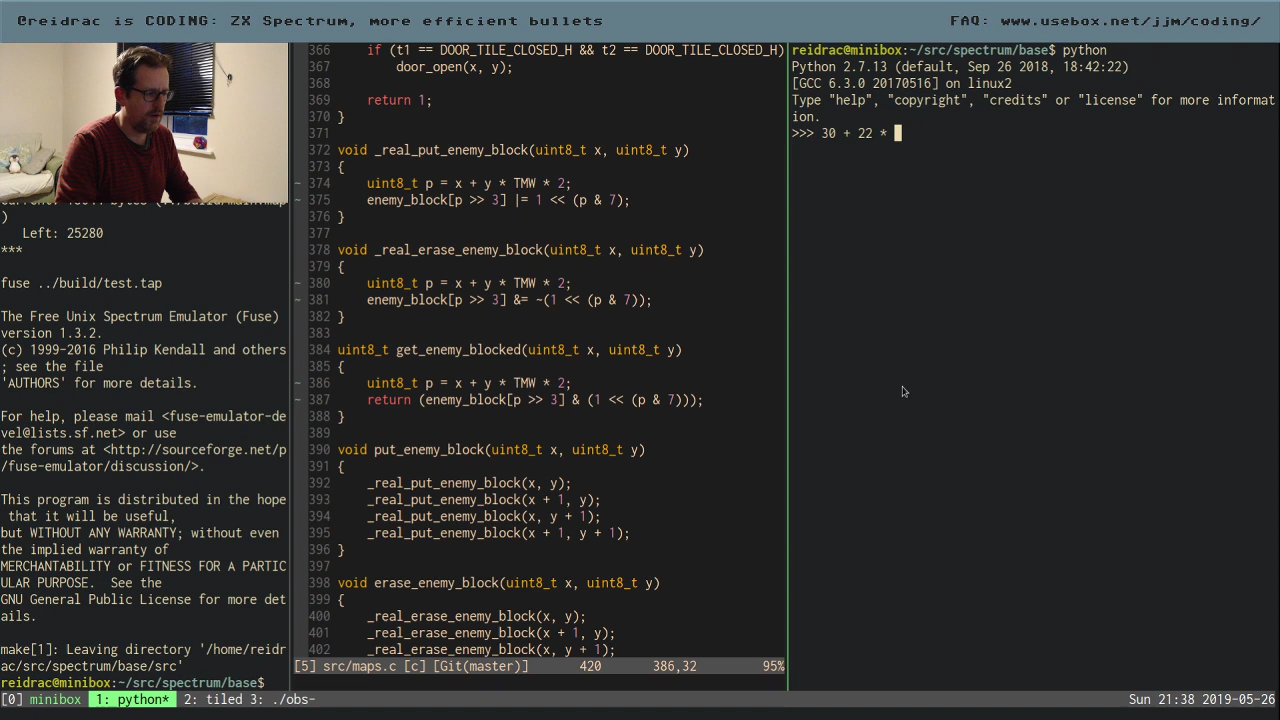 @reidrac is CODING: ZX Spectrum, more efficient bullets
FAQ: www.usebox.net/jjm/coding/
)
Left: 25280
***
fuse ../build/test.tap
The Free Unix Spectrum Emulator (Fuse)
version 1.3.2.
(c) 1999-2016 Philip Kendall and others
; see the file
'AUTHORS' for more details.
For help, please mail <fuse-emulator-de
vel@lists.sf.net> or use
the forums at <http://sourceforge.net/p
/fuse-emulator/discussion/>.
This program is distributed in the hope
that it will be useful,
but WITHOUT ANY WARRANTY; without even
the implied warranty of
MERCHANTABILITY or FITNESS FOR A PARTIC
ULAR PURPOSE.  See the
GNU General Public License for more det
ails.
make[1]: Leaving directory '/home/reidr
ac/src/spectrum/base/src'
reidrac@minibox:~/src/spectrum/base$
366     if (t1 == DOOR_TILE_CLOSED_H && t2 == DOOR_TILE_CLOSED_H)
367         door_open(x, y);
368
369     return 1;
370 }
371
372 void _real_put_enemy_block(uint8_t x, uint8_t y)
373 {
~ 374     uint8_t p = x + y * TMW * 2;
~ 375     enemy_block[p >> 3] |= 1 << (p & 7);
376 }
377
378 void _real_erase_enemy_block(uint8_t x, uint8_t y)
379 {
~ 380     uint8_t p = x + y * TMW * 2;
~ 381     enemy_block[p >> 3] &= ~(1 << (p & 7));
382 }
383
384 uint8_t get_enemy_blocked(uint8_t x, uint8_t y)
385 {
~ 386     uint8_t p = x + y * TMW * 2;
~ 387     return (enemy_block[p >> 3] & (1 << (p & 7)));
388 }
389
390 void put_enemy_block(uint8_t x, uint8_t y)
391 {
392     _real_put_enemy_block(x, y);
393     _real_put_enemy_block(x + 1, y);
394     _real_put_enemy_block(x, y + 1);
395     _real_put_enemy_block(x + 1, y + 1);
396 }
397
398 void erase_enemy_block(uint8_t x, uint8_t y)
399 {
400     _real_erase_enemy_block(x, y);
401     _real_erase_enemy_block(x + 1, y);
402     _real_erase_enemy_block(x, y + 1);
[5] src/maps.c [c] [Git(master)] 420 386,32 95%
reidrac@minibox:~/src/spectrum/base$ python
Python 2.7.13 (default, Sep 26 2018, 18:42:22)
[GCC 6.3.0 20170516] on linux2
Type "help", "copyright", "credits" or "license" for more informat
ion.
>>> 30 + 22 *
[0] minibox 1: python* 2: tiled 3: ./obs- Sun 21:38 2019-05-26